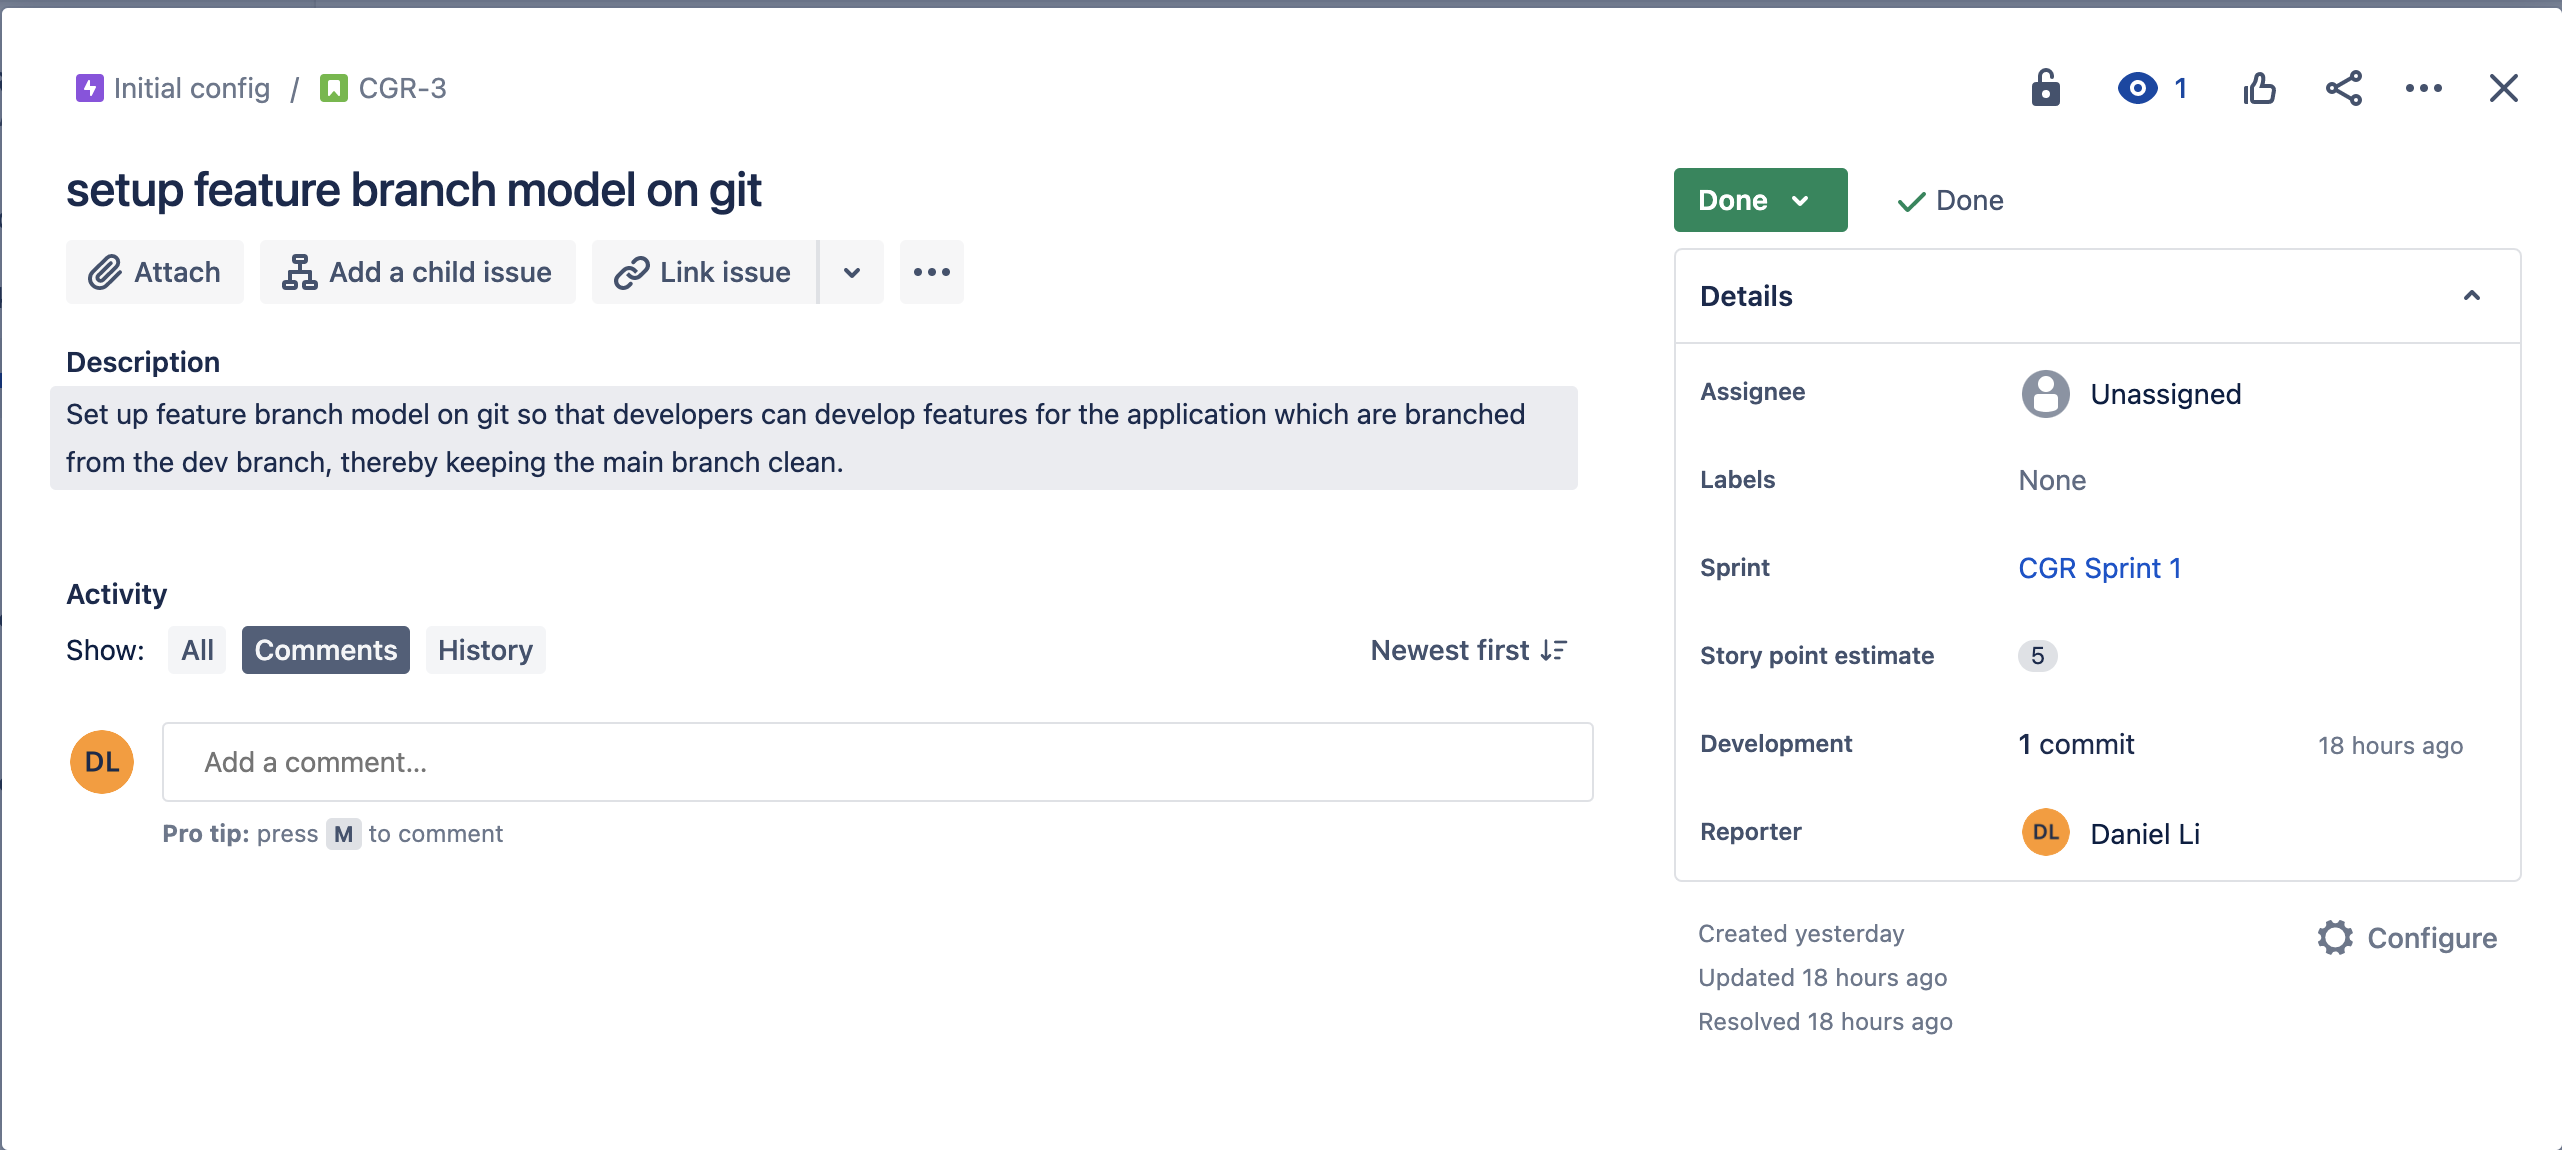 Initial config / CGR-3
1
setup feature branch model on git
Attach
Add a child issue
Link issue
Description
Set up feature branch model on git so that developers can develop features for the application which are branched
from the dev branch, thereby keeping the main branch clean.
Activity
Show: All Comments History
Newest first
DL
Add a comment...
Pro tip: press M to comment
Done
Done
Details
Assignee Unassigned
Labels None
Sprint CGR Sprint 1
Story point estimate 5
Development 1 commit 18 hours ago
Reporter DL Daniel Li
Created yesterday
Configure
Updated 18 hours ago
Resolved 18 hours ago